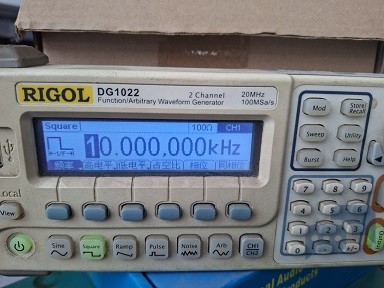 RIGOL DG1022 2 Channel 20MHz
Function/Arbitrary Waveform Generator 100MSa/s
Square 100Ω CH1
10.000,000kHz
频率 高电平 低电平 占空比 相位 同相位
Local
View
Mod Store/Recall
Sweep Utility
Burst Help
7 8 9
4 5 6
1 2 3
0 . +/-
Sine Square Ramp Pulse Noise Arb CH1/CH2
Output